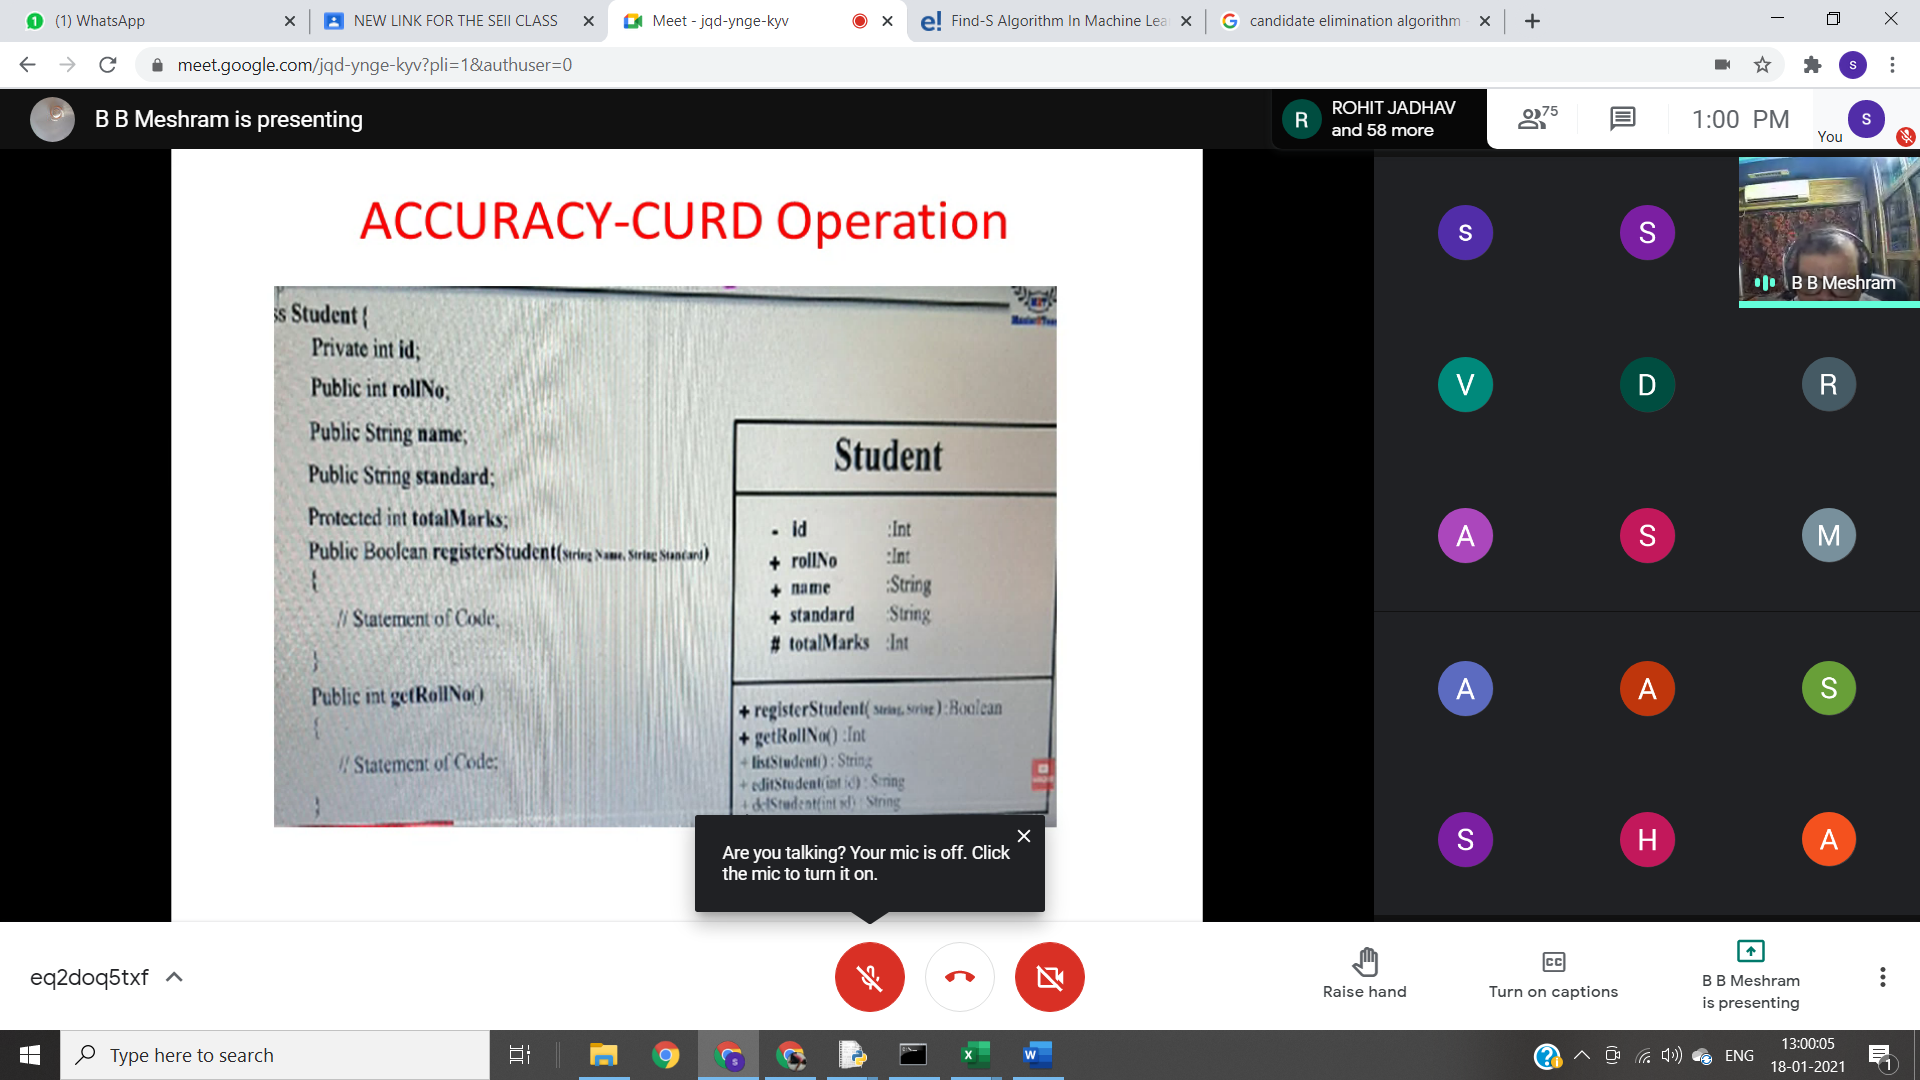 (1) WhatsApp
NEW LINK FOR THE SEII CLASS
Meet - jqd-ynge-kyv
Find-S Algorithm In Machine Lea
candidate elimination algorithm
meet.google.com/jqd-ynge-kyv?pli=1&authuser=0
s
B B Meshram is presenting
R
ROHIT JADHAV
and 58 more
75
1:00 PM
You
s
ACCURACY-CURD Operation
ss Student {
Private int id;
Public int rollNo;
Public String name;
Public String standard;
Protected int totalMarks;
Public Boolean registerStudent(String Name, String Standard)
{
// Statement of Code;
}
Public int getRollNo()
{
// Statement of Code;
}
Student
- id :Int
+ rollNo :Int
+ name :String
+ standard :String
# totalMarks :Int
+ registerStudent( String, String ) :Boolean
+ getRollNo() :Int
+ listStudent() : String
+ editStudent(int id) : String
+ delStudent(int id) : String
s
S
B B Meshram
V
D
R
A
S
M
A
A
S
S
H
A
Are you talking? Your mic is off. Click
the mic to turn it on.
eq2doq5txf
Raise hand
CC
Turn on captions
B B Meshram
is presenting
Type here to search
ENG
13:00:05
18-01-2021
1